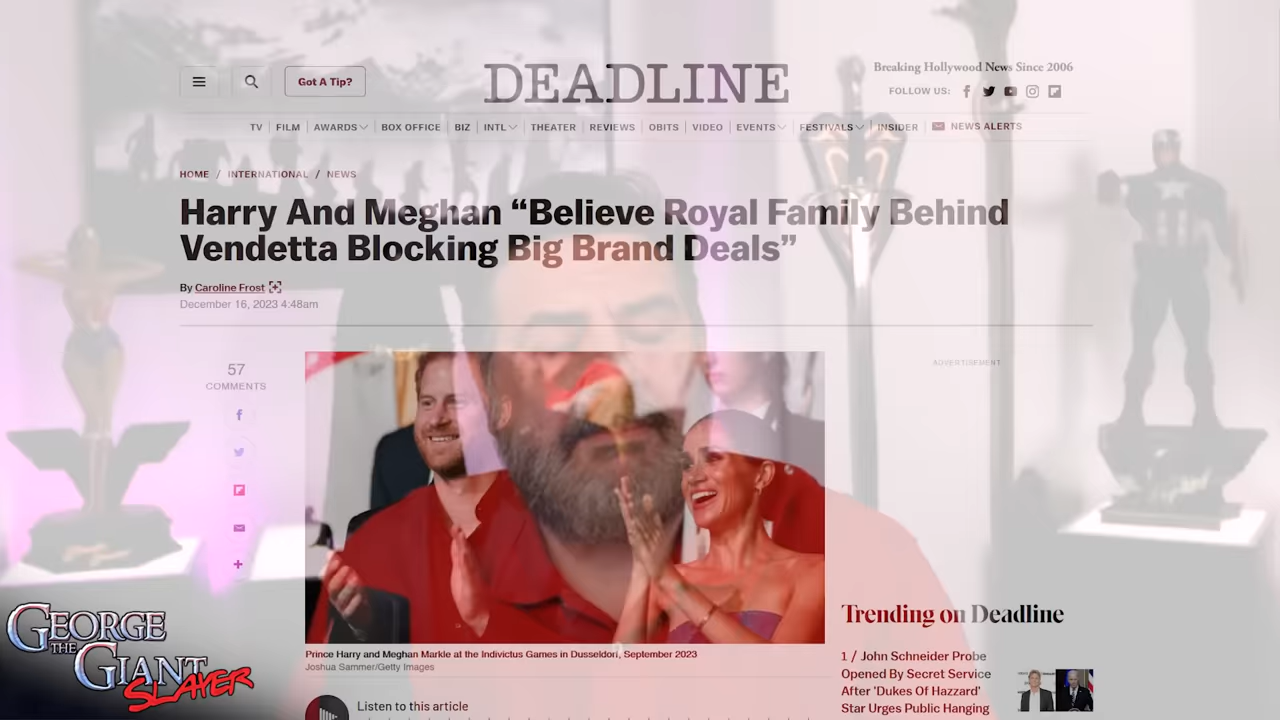 Got A Tip?
DEADLINE
Breaking Hollywood News Since 2006
FOLLOW US:
TV FILM AWARDS BOX OFFICE BIZ INTL THEATER REVIEWS OBITS VIDEO EVENTS FESTIVALS INSIDER NEWS ALERTS
HOME / INTERNATIONAL / NEWS
Harry And Meghan “Believe Royal Family Behind
Vendetta Blocking Big Brand Deals”
By Caroline Frost
December 16, 2023 4:48am
57
COMMENTS
ADVERTISEMENT
Prince Harry and Meghan Markle at the Indivictus Games in Dusseldorf, September 2023
Joshua Sammer/Getty Images
Listen to this article
Trending on Deadline
1 / John Schneider Probe
Opened By Secret Service
After 'Dukes Of Hazzard'
Star Urges Public Hanging
GEORGE
THE
GIANT
SLAYER